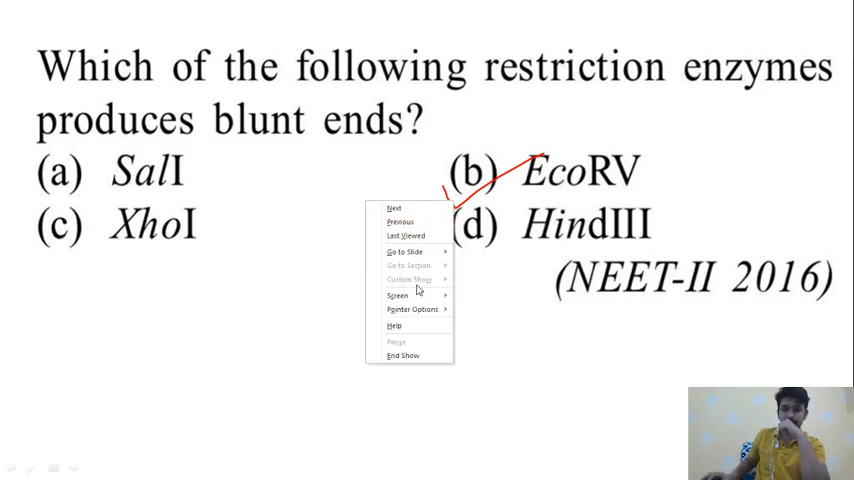 Which of the following restriction enzymes
produces blunt ends?
(a) SalI (b) EcoRV
(c) XhoI (d) HindIII
(NEET-II 2016)
Next
Previous
Last Viewed
Go to Slide
Go to Section
Custom Show
Screen
Pointer Options
Help
Pause
End Show